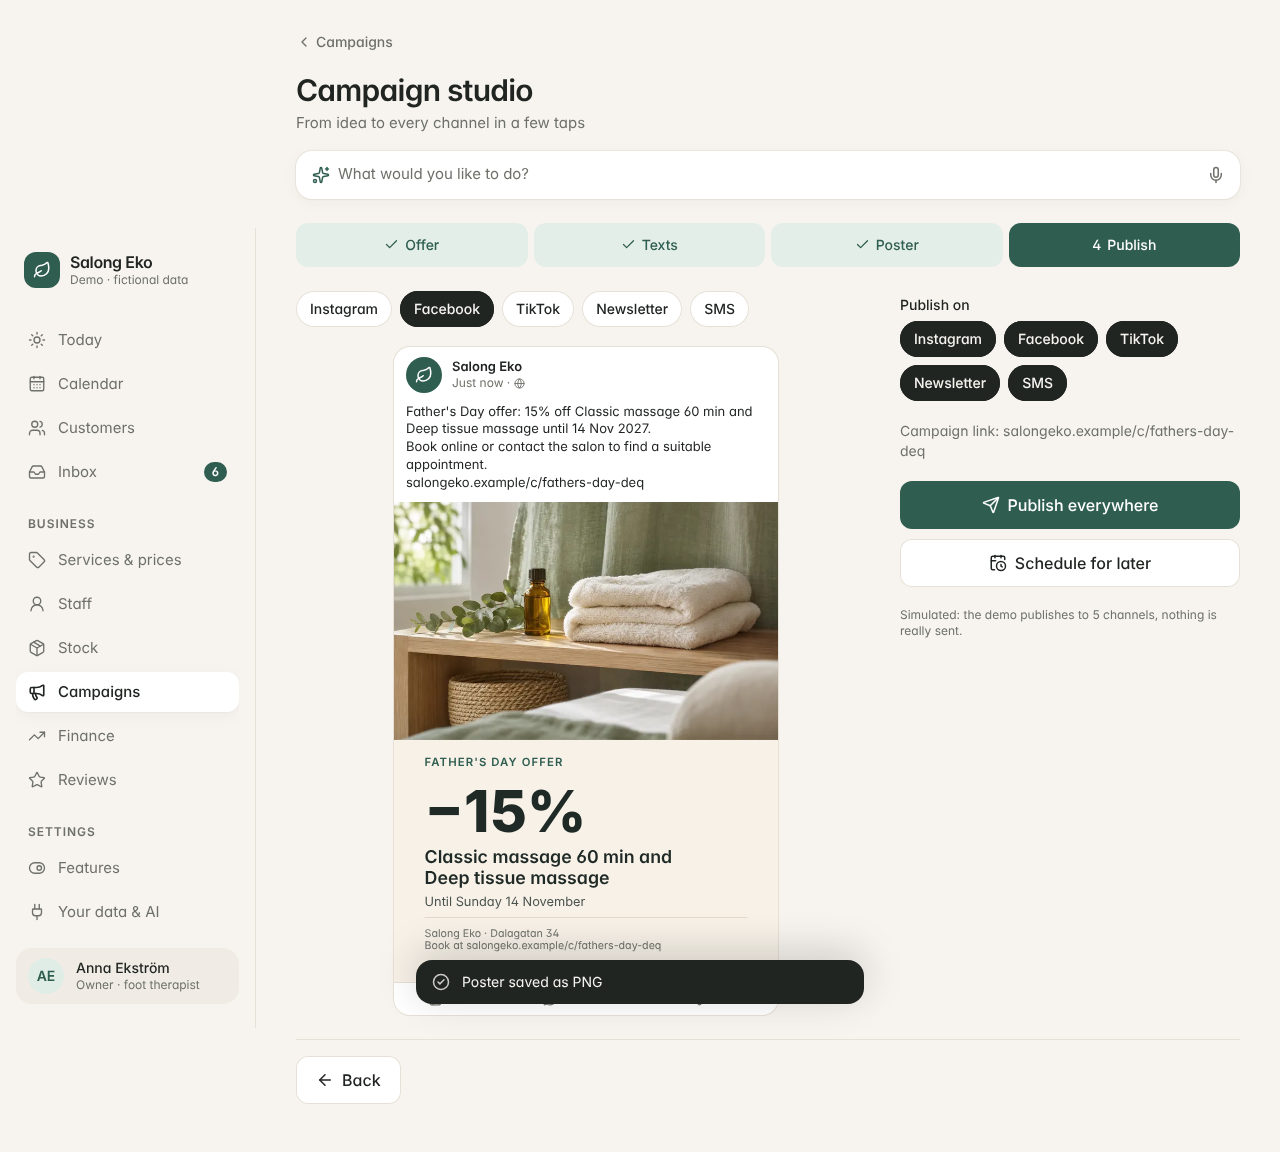 Campaigns
Campaign studio
From idea to every channel in a few taps
What would you like to do?
Offer
Texts
Poster
4 Publish
Salong Eko
Demo · fictional data
Today
Calendar
Customers
Inbox
6
BUSINESS
Services & prices
Staff
Stock
Campaigns
Finance
Reviews
SETTINGS
Features
Your data & AI
AE
Anna Ekström
Owner · foot therapist
Instagram
Facebook
TikTok
Newsletter
SMS
Salong Eko
Just now ·
Father's Day offer: 15% off Classic massage 60 min and
Deep tissue massage until 14 Nov 2027.
Book online or contact the salon to find a suitable
appointment.
salongeko.example/c/fathers-day-deq
FATHER'S DAY OFFER
−15%
Classic massage 60 min and
Deep tissue massage
Until Sunday 14 November
Salong Eko · Dalagatan 34
Book at salongeko.example/c/fathers-day-deq
Poster saved as PNG
Publish on
Instagram
Facebook
TikTok
Newsletter
SMS
Campaign link: salongeko.example/c/fathers-day-
deq
Publish everywhere
Schedule for later
Simulated: the demo publishes to 5 channels, nothing is
really sent.
Back